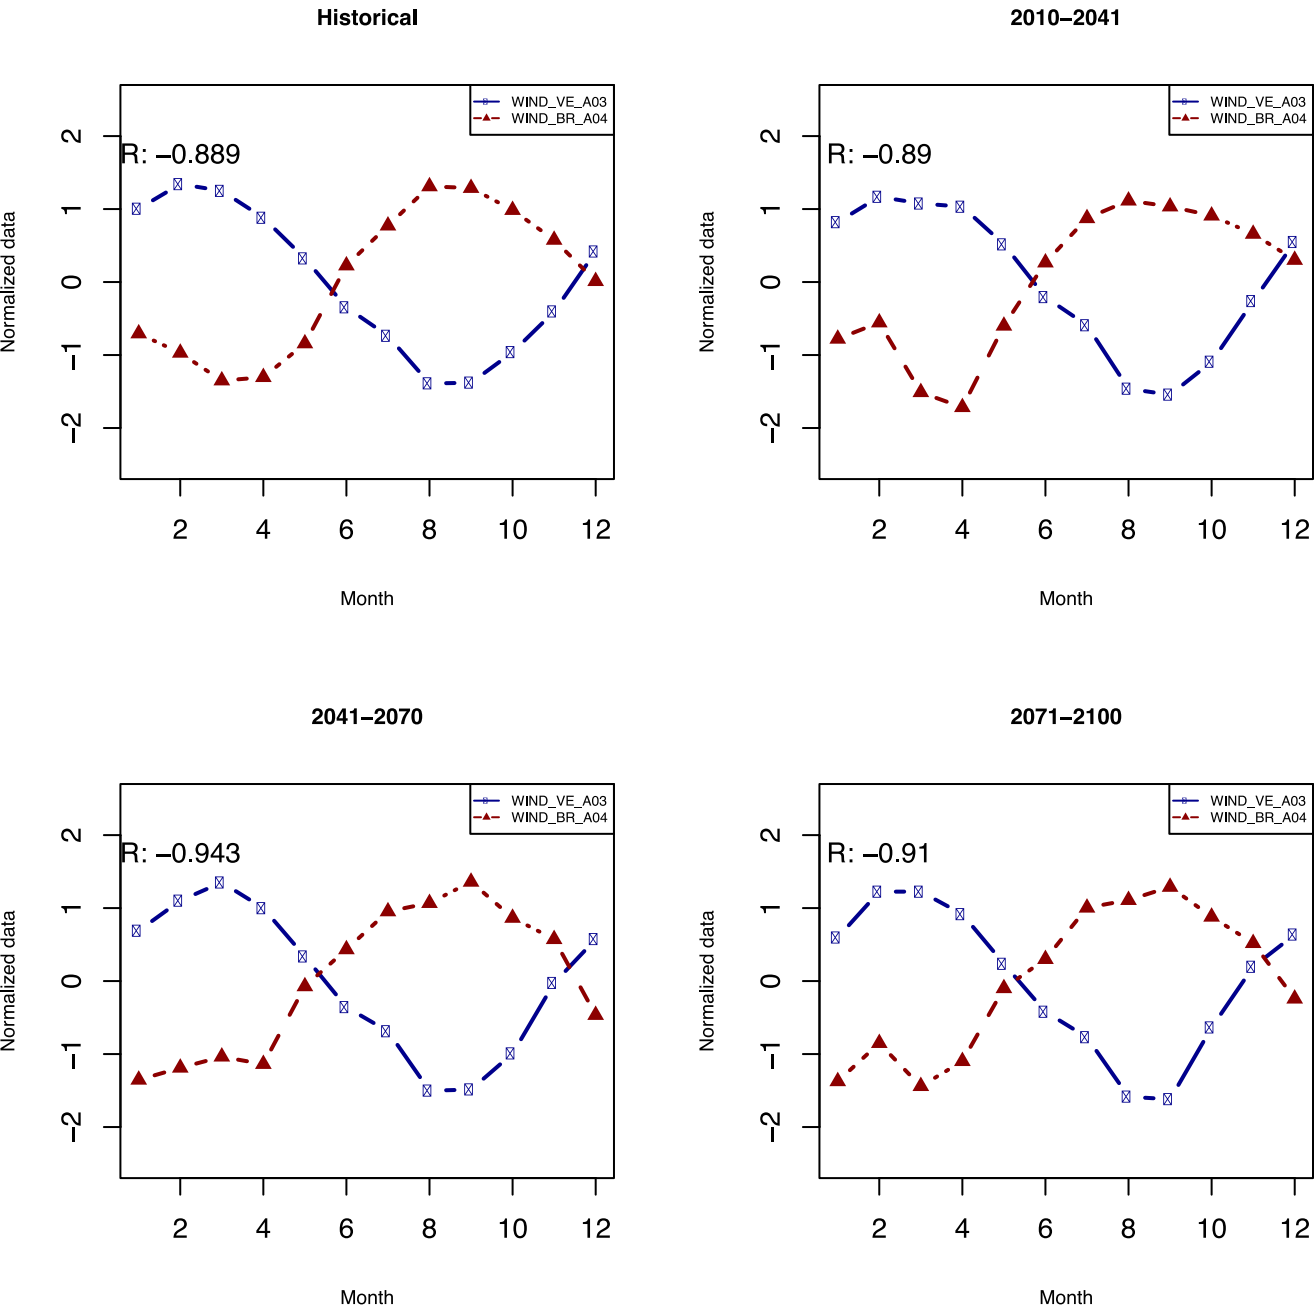 Historical
WIND_VE_A03
WIND_BR_A04
R: −0.889
Normalized data
2
1
0
−1
−2
2 4 6 8 10 12
Month
2010−2041
WIND_VE_A03
WIND_BR_A04
R: −0.89
Normalized data
2
1
0
−1
−2
2 4 6 8 10 12
Month
2041−2070
WIND_VE_A03
WIND_BR_A04
R: −0.943
Normalized data
2
1
0
−1
−2
2 4 6 8 10 12
Month
2071−2100
WIND_VE_A03
WIND_BR_A04
R: −0.91
Normalized data
2
1
0
−1
−2
2 4 6 8 10 12
Month